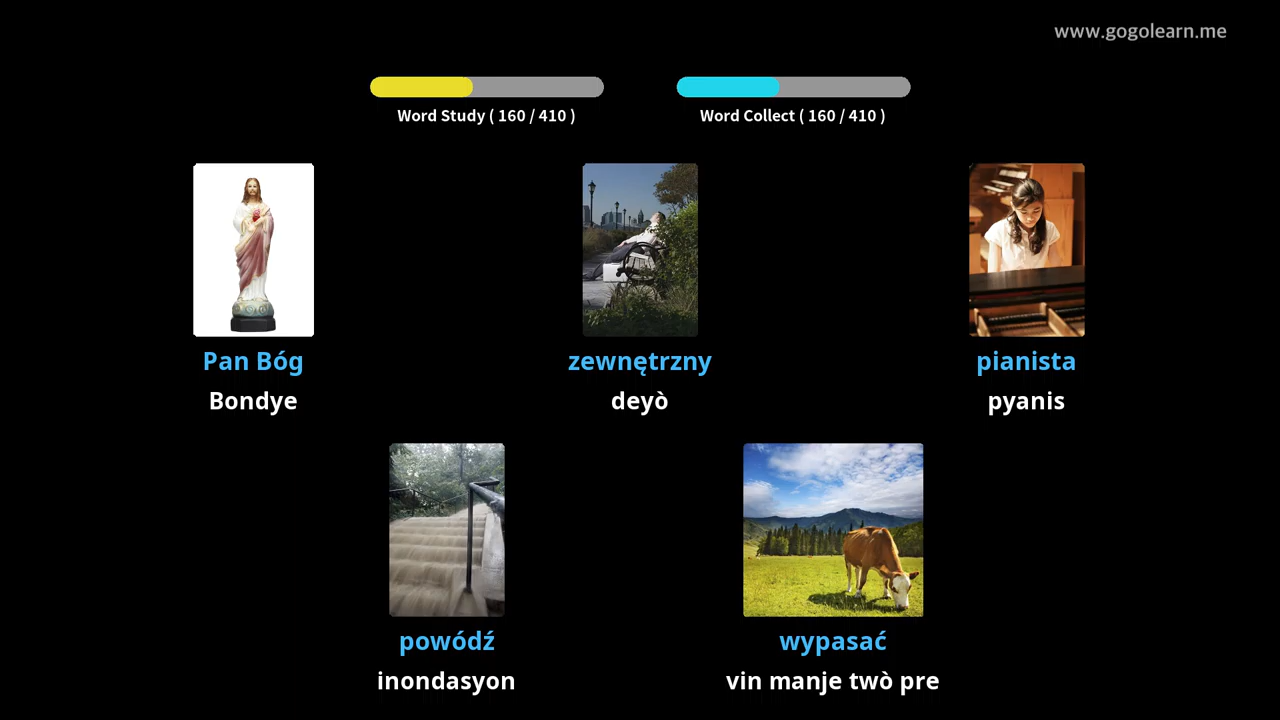 www.gogolearn.me
Word Study ( 160 / 410 )
Word Collect ( 160 / 410 )
Pan Bóg
Bondye
zewnętrzny
deyò
pianista
pyanis
powódź
inondasyon
wypasać
vin manje twò pre